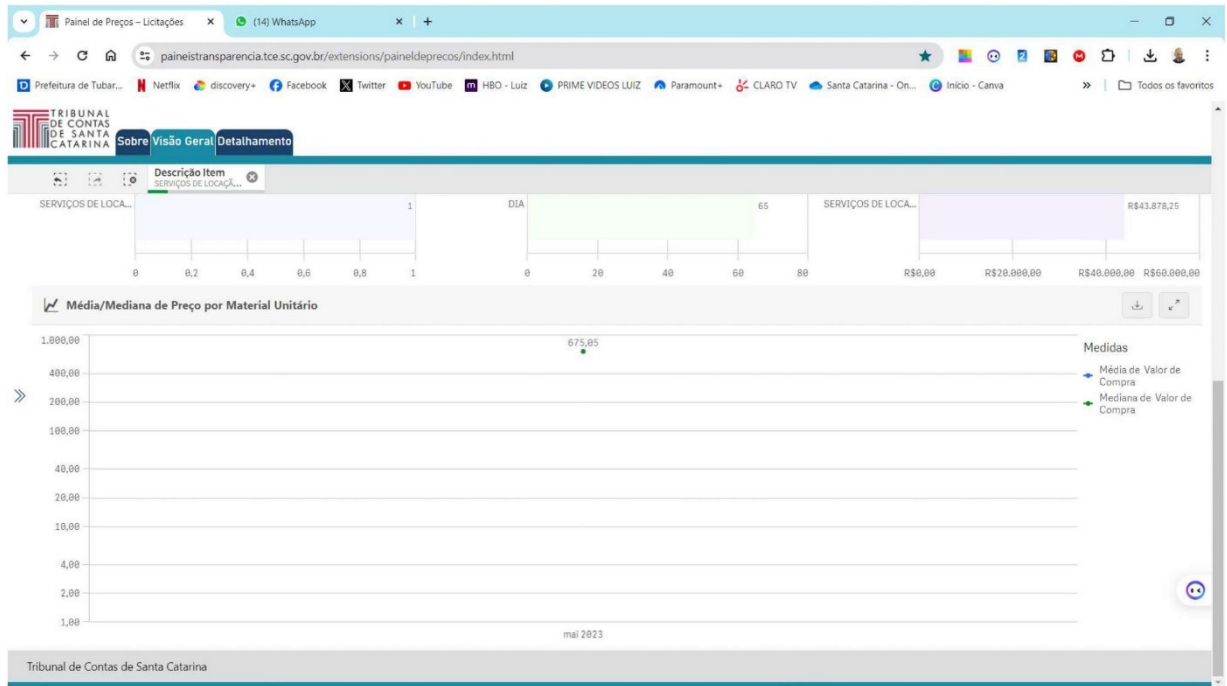 Painel de Preços – Licitações
(14) WhatsApp
paineistransparencia.tce.sc.gov.br/extensions/paineldeprecos/index.html
Prefeitura de Tubar...
Netflix
discovery+
Facebook
Twitter
YouTube
HBO - Luiz
PRIME VIDEOS LUIZ
Paramount+
CLARO TV
Santa Catarina - On...
Início - Canva
Todos os favoritos
TRIBUNAL
DE CONTAS
DE SANTA
CATARINA
Sobre Visão Geral Detalhamento
Descrição Item
SERVIÇOS DE LOCAÇÃ...
SERVIÇOS DE LOCA... 1
0 0,2 0,4 0,6 0,8 1
DIA 65
0 20 40 60 80
SERVIÇOS DE LOCA... R$43.878,25
R$0,00 R$20.000,00 R$40.000,00 R$60.000,00
Média/Mediana de Preço por Material Unitário
1.000,00
400,00
200,00
100,00
40,00
20,00
10,00
4,00
2,00
1,00
675,05
mai 2023
Medidas
Média de Valor de
Compra
Mediana de Valor de
Compra
Tribunal de Contas de Santa Catarina